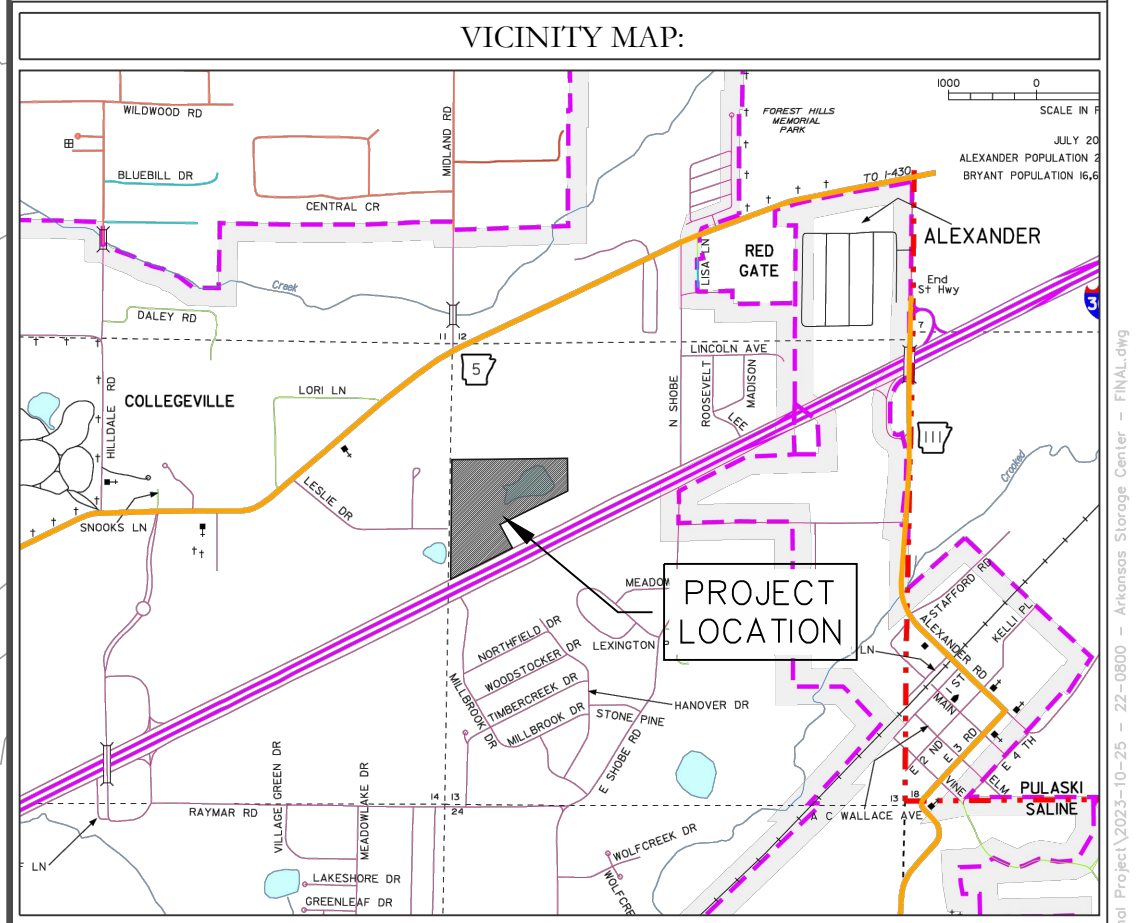 VICINITY MAP:
1000
0
SCALE IN F
JULY 20
ALEXANDER POPULATION 2
BRYANT POPULATION 16,6
WILDWOOD RD
MIDLAND RD
FOREST HILLS
MEMORIAL
PARK
BLUEBILL DR
CENTRAL CR
TO I-430
ALEXANDER
RED
GATE
LISA LN
End
St Hwy
Creek
DALEY RD
3
7
11
12
5
LINCOLN AVE
N SHOBE
ROOSEVELT
MADISON
LEE
LORI LN
COLLEGEVILLE
HILLDALE RD
111
LESLIE DR
SNOOKS LN
Crooked
PROJECT
LOCATION
MEADOW
LEXINGTON
STAFFORD RD
KELLI PL
ALEXANDER RD
LN
NORTHFIELD DR
WOODSTOCKER DR
TIMBERCREEK DR
MILLBROOK DR
MILLBROOK DR
HANOVER DR
STONE PINE
E SHOBE RD
1 ST
MAIN
E 2 ND
E 3 RD
E 4 TH
VINE
ELM
PULASKI
SALINE
VILLAGE GREEN DR
MEADOWLAKE DR
RAYMAR RD
14
13
24
13
18
A C WALLACE AVE
F LN
WOLFCREEK DR
WOLFCRE
LAKESHORE DR
GREENLEAF DR
nal Project\2023-10-25 - 22-0800 - Arkansas Storage Center - FINAL.dwg